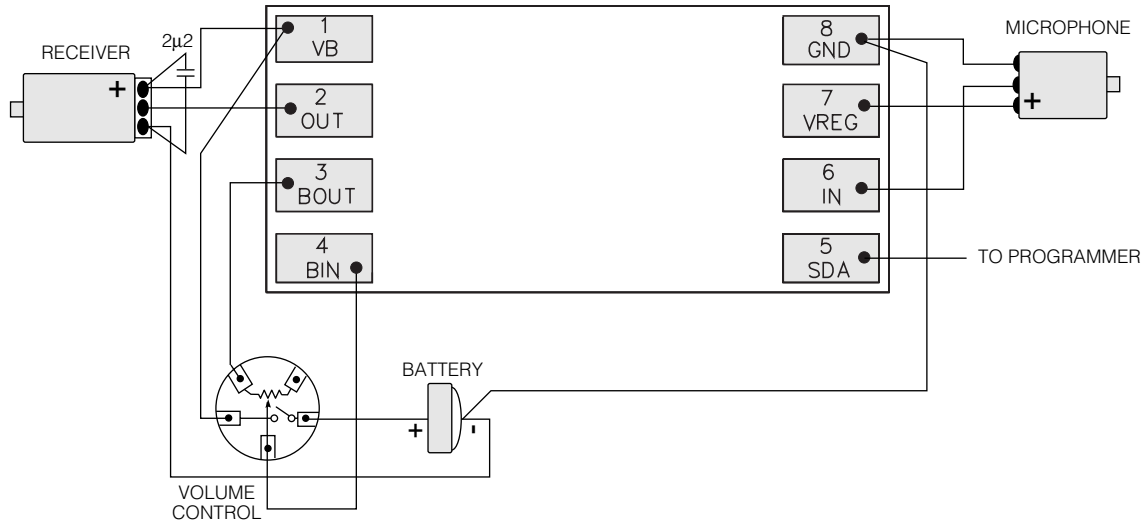 RECEIVER
2µ2
+
1
VB
2
OUT
3
BOUT
4
BIN
8
GND
7
VREG
6
IN
5
SDA
MICROPHONE
+
TO PROGRAMMER
BATTERY
+
-
VOLUME
CONTROL